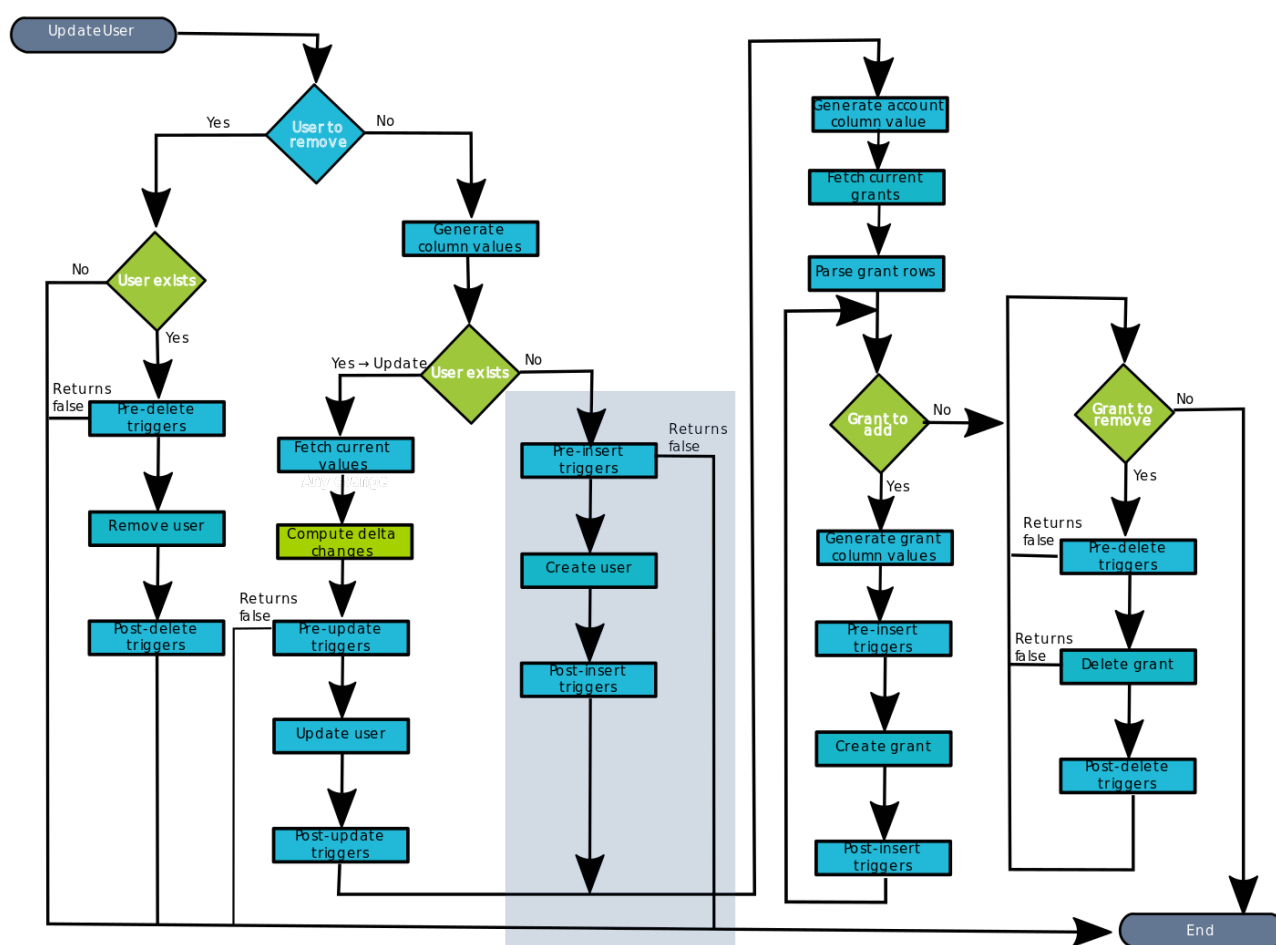 UpdateUser
User to
remove
Yes
No
User exists
No
Yes
Returns
false
Pre-delete
triggers
Remove user
Post-delete
triggers
Generate
column values
User exists
Yes → Update
No
Fetch current
values
Any change
Compute delta
changes
Returns
false
Pre-update
triggers
Update user
Post-update
triggers
Pre-insert
triggers
Returns
false
Create user
Post-insert
triggers
Generate account
column value
Fetch current
grants
Parse grant rows
Grant to
add
No
Yes
Generate grant
column values
Pre-insert
triggers
Create grant
Post-insert
triggers
Grant to
remove
No
Yes
Returns
false
Pre-delete
triggers
Returns
false
Delete grant
Post-delete
triggers
End